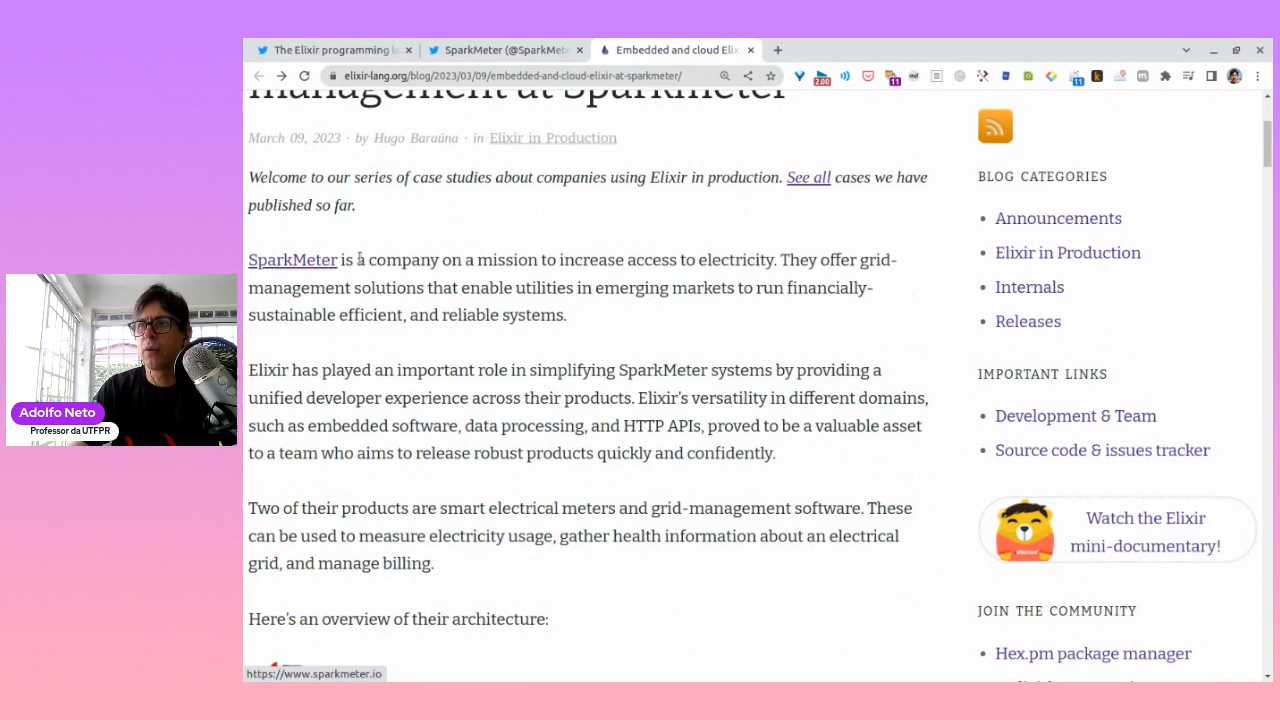 The Elixir programming la
SparkMeter (@SparkMete
Embedded and cloud Elix
elixir-lang.org/blog/2023/03/09/embedded-and-cloud-elixir-at-sparkmeter/
2.00
11
11
management at SparkMeter
March 09, 2023 · by Hugo Baraúna · in Elixir in Production
Welcome to our series of case studies about companies using Elixir in production. See all cases we have
published so far.
SparkMeter is a company on a mission to increase access to electricity. They offer grid-
management solutions that enable utilities in emerging markets to run financially-
sustainable efficient, and reliable systems.
Elixir has played an important role in simplifying SparkMeter systems by providing a
unified developer experience across their products. Elixir’s versatility in different domains,
such as embedded software, data processing, and HTTP APIs, proved to be a valuable asset
to a team who aims to release robust products quickly and confidently.
Two of their products are smart electrical meters and grid-management software. These
can be used to measure electricity usage, gather health information about an electrical
grid, and manage billing.
Here’s an overview of their architecture:
https://www.sparkmeter.io
BLOG CATEGORIES
• Announcements
• Elixir in Production
• Internals
• Releases
IMPORTANT LINKS
• Development & Team
• Source code & issues tracker
Watch the Elixir
mini-documentary!
JOIN THE COMMUNITY
• Hex.pm package manager
Adolfo Neto
Professor da UTFPR